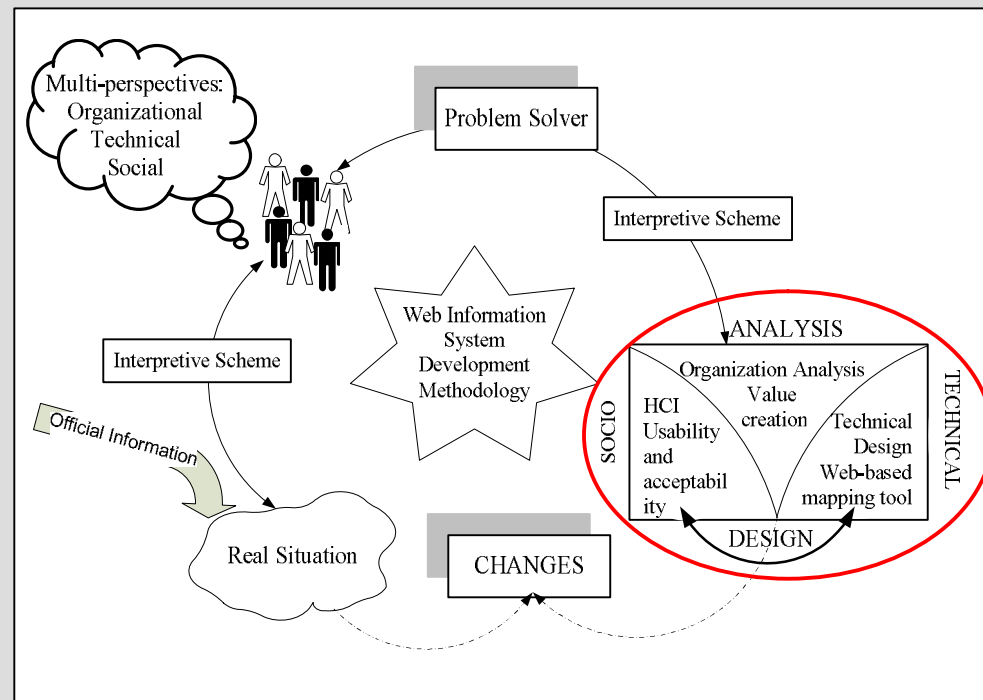 Multi-perspectives:
Organizational
Technical
Social
Problem Solver
Interpretive Scheme
Web Information
System
Development
Methodology
Interpretive Scheme
Official Information
Real Situation
CHANGES
ANALYSIS
SOCIO
TECHNICAL
Organization Analysis
Value
creation
HCI
Usability
and
acceptabil
ity
Technical
Design
Web-based
mapping tool
DESIGN